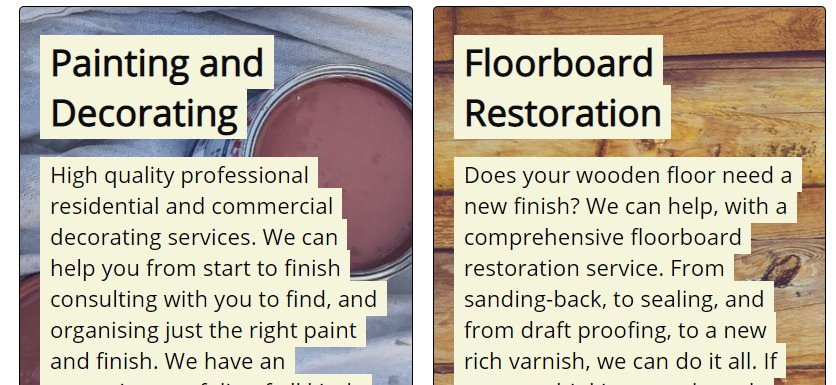 Painting and
Decorating
High quality professional
residential and commercial
decorating services. We can
help you from start to finish
consulting with you to find, and
organising just the right paint
and finish. We have an
Floorboard
Restoration
Does your wooden floor need a
new finish? We can help, with a
comprehensive floorboard
restoration service. From
sanding-back, to sealing, and
from draft proofing, to a new
rich varnish, we can do it all. If